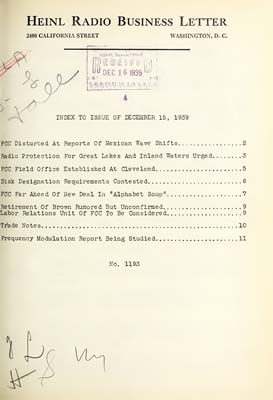 HEINL RADIO BUSINESS LETTER
2400 CALIFORNIA STREET WASHINGTON, D. C.
RECEIVED
DEC 16 1939
INDEX TO ISSUE OF DECEMBER 15, 1939
FCC Disturbed At Reports Of Mexican Wave Shifts................2
Radio Protection For Great Lakes And Inland Waters Urged.......3
FCC Field Office Established At Cleveland......................5
Disk Designation Requirements Contested........................6
FCC Far Ahead Of New Deal In "Alphabet Soup"...................7
Retirement Of Brown Rumored But Unconfirmed....................9
Labor Relations Unit Of FCC To Be Considered...................9
Trade Notes...................................................10
Frequency Modulation Report Being Studied.....................11
No. 1193